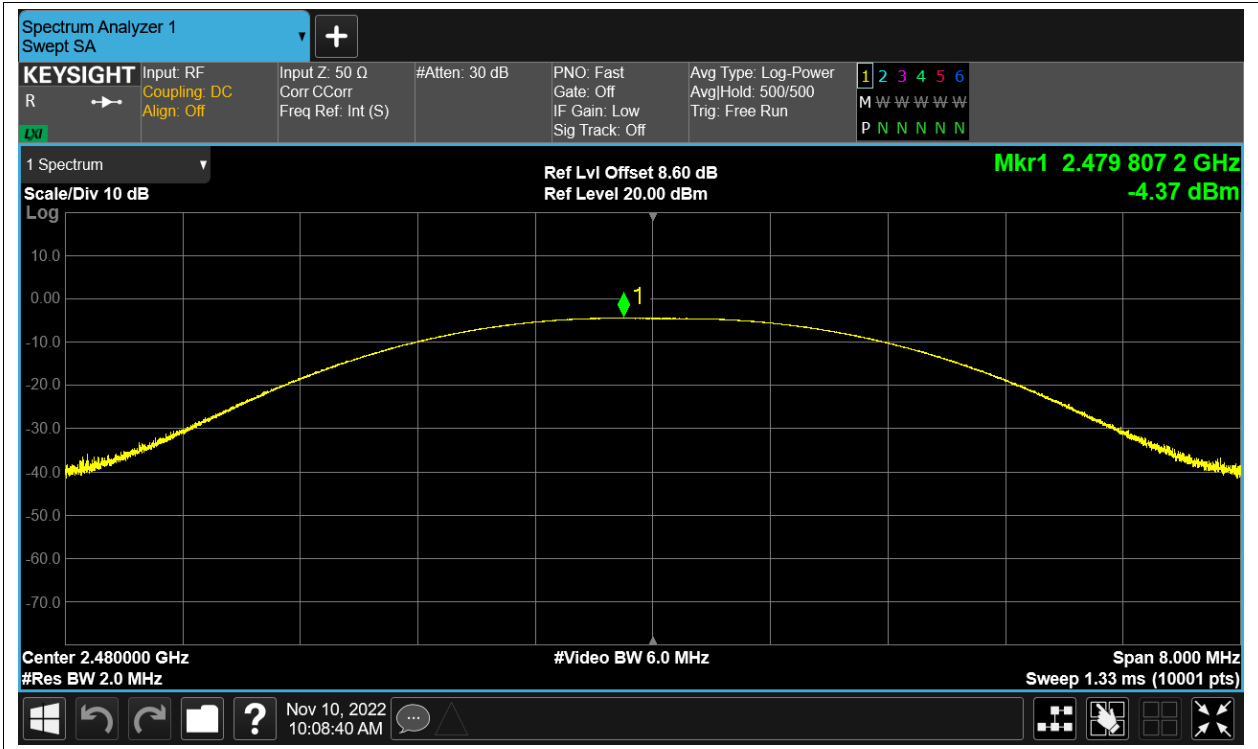 Spectrum Analyzer 1
Swept SA
KEYSIGHT
R
LXI
Input: RF
Coupling: DC
Align: Off
Input Z: 50 Ω
Corr CCorr
Freq Ref: Int (S)
#Atten: 30 dB
PNO: Fast
Gate: Off
IF Gain: Low
Sig Track: Off
Avg Type: Log-Power
Avg|Hold: 500/500
Trig: Free Run
1 2 3 4 5 6
M W W W W W
P N N N N N
1 Spectrum
Scale/Div 10 dB
Ref Lvl Offset 8.60 dB
Ref Level 20.00 dBm
Mkr1 2.479 807 2 GHz
-4.37 dBm
Log
10.0
0.00
-10.0
-20.0
-30.0
-40.0
-50.0
-60.0
-70.0
1
Center 2.480000 GHz
#Video BW 6.0 MHz
Span 8.000 MHz
#Res BW 2.0 MHz
Sweep 1.33 ms (10001 pts)
?
Nov 10, 2022
10:08:40 AM